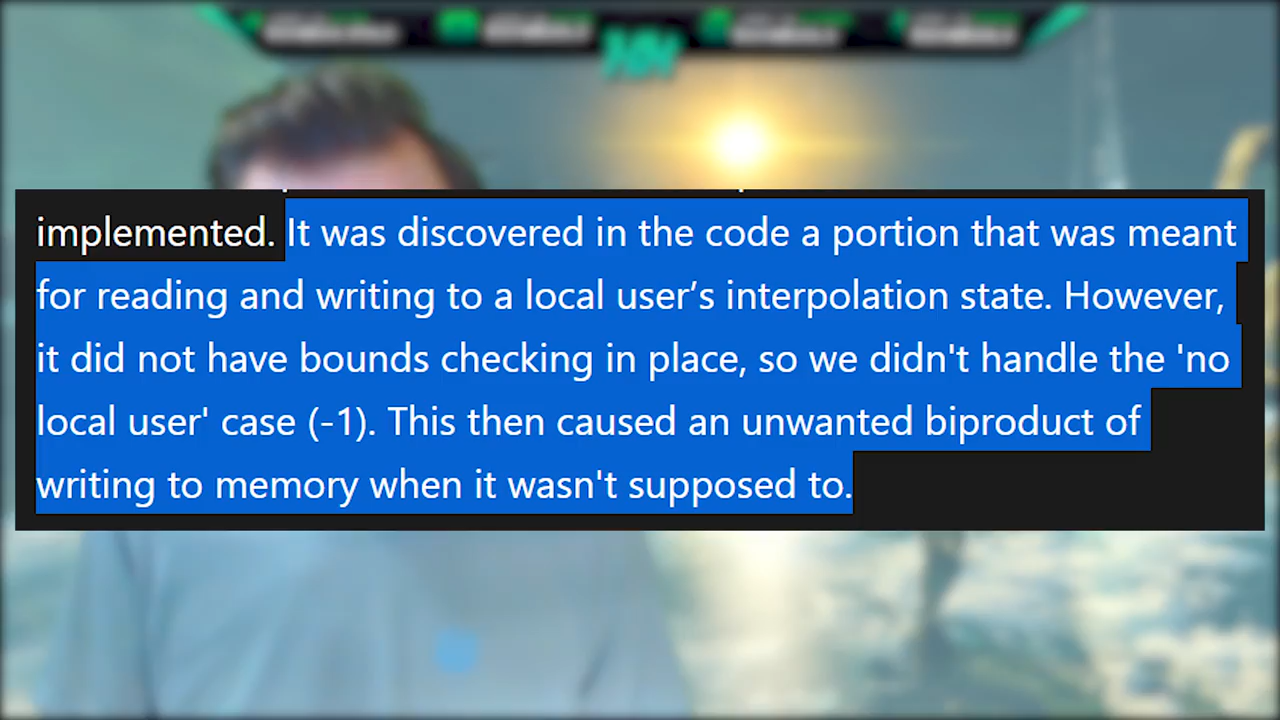 implemented. It was discovered in the code a portion that was meant
for reading and writing to a local user’s interpolation state. However,
it did not have bounds checking in place, so we didn't handle the 'no
local user' case (-1). This then caused an unwanted biproduct of
writing to memory when it wasn't supposed to.